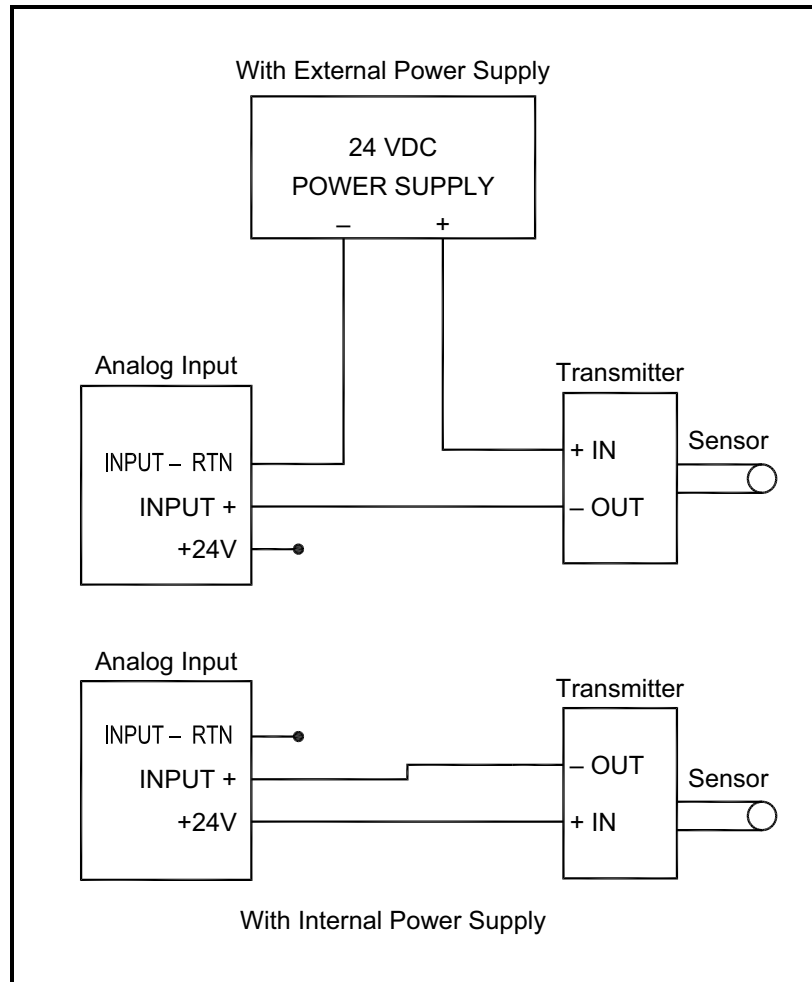 With External Power Supply
24 VDC
POWER SUPPLY
– +
Analog Input
INPUT – RTN
INPUT +
+24V
Transmitter
+ IN
– OUT
Sensor
Analog Input
INPUT – RTN
INPUT +
+24V
Transmitter
– OUT
+ IN
Sensor
With Internal Power Supply